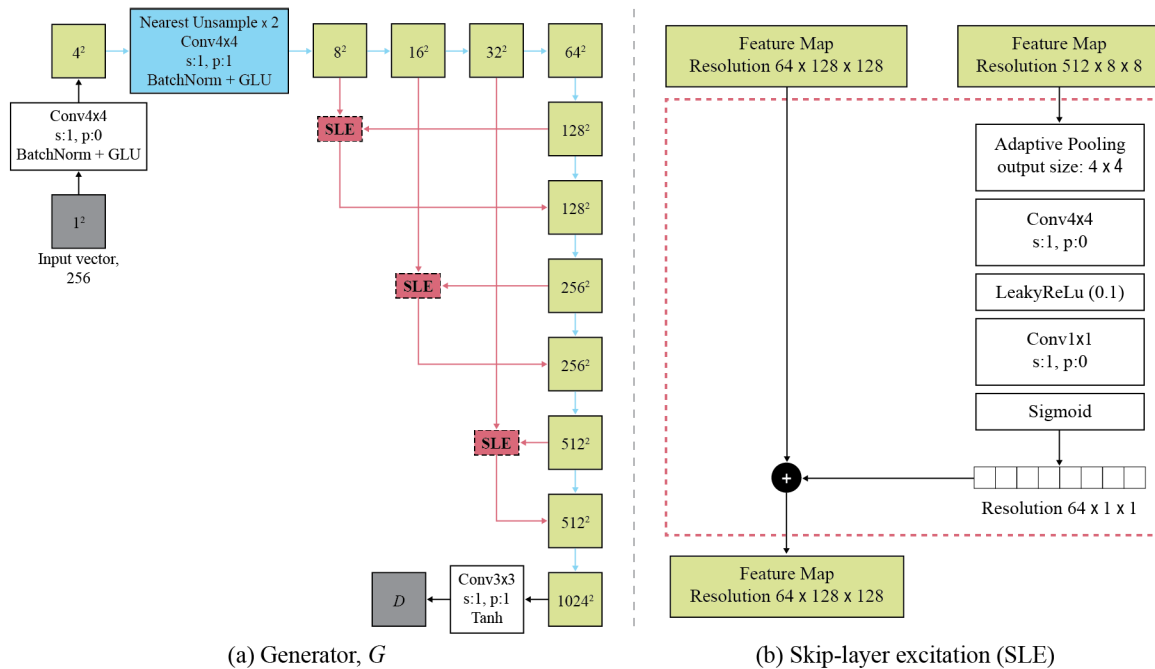 4²
Nearest Unsample x 2
Conv4x4
s:1, p:1
BatchNorm + GLU
8²
16²
32²
64²
Conv4x4
s:1, p:0
BatchNorm + GLU
1²
Input vector,
256
SLE
128²
128²
SLE
256²
256²
SLE
512²
512²
D
Conv3x3
s:1, p:1
Tanh
1024²
(a) Generator, G
Feature Map
Resolution 64 x 128 x 128
Feature Map
Resolution 512 x 8 x 8
Adaptive Pooling
output size: 4 x 4
Conv4x4
s:1, p:0
LeakyReLu (0.1)
Conv1x1
s:1, p:0
Sigmoid
+
Resolution 64 x 1 x 1
Feature Map
Resolution 64 x 128 x 128
(b) Skip-layer excitation (SLE)